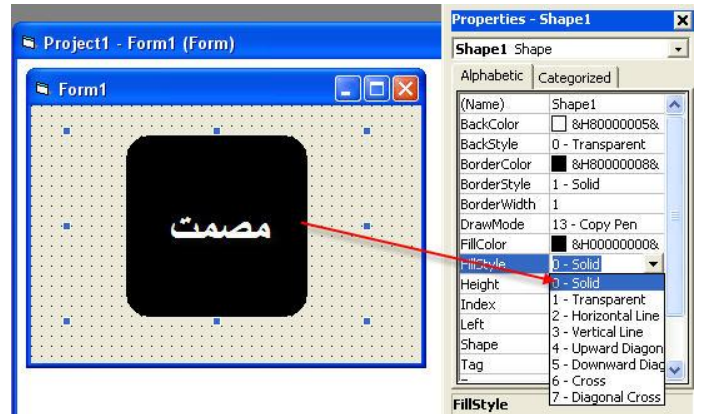 Project1 - Form1 (Form)
Form1
مصمت
Properties - Shape1
Shape1 Shape
Alphabetic
Categorized
(Name) Shape1
BackColor &H80000005&
BackStyle 0 - Transparent
BorderColor &H80000008&
BorderStyle 1 - Solid
BorderWidth 1
DrawMode 13 - Copy Pen
FillColor &H00000000&
FillStyle 0 - Solid
Height 0 - Solid
Index 1 - Transparent
2 - Horizontal Line
Left 3 - Vertical Line
Shape 4 - Upward Diagon
Tag 5 - Downward Diag
6 - Cross
7 - Diagonal Cross
FillStyle